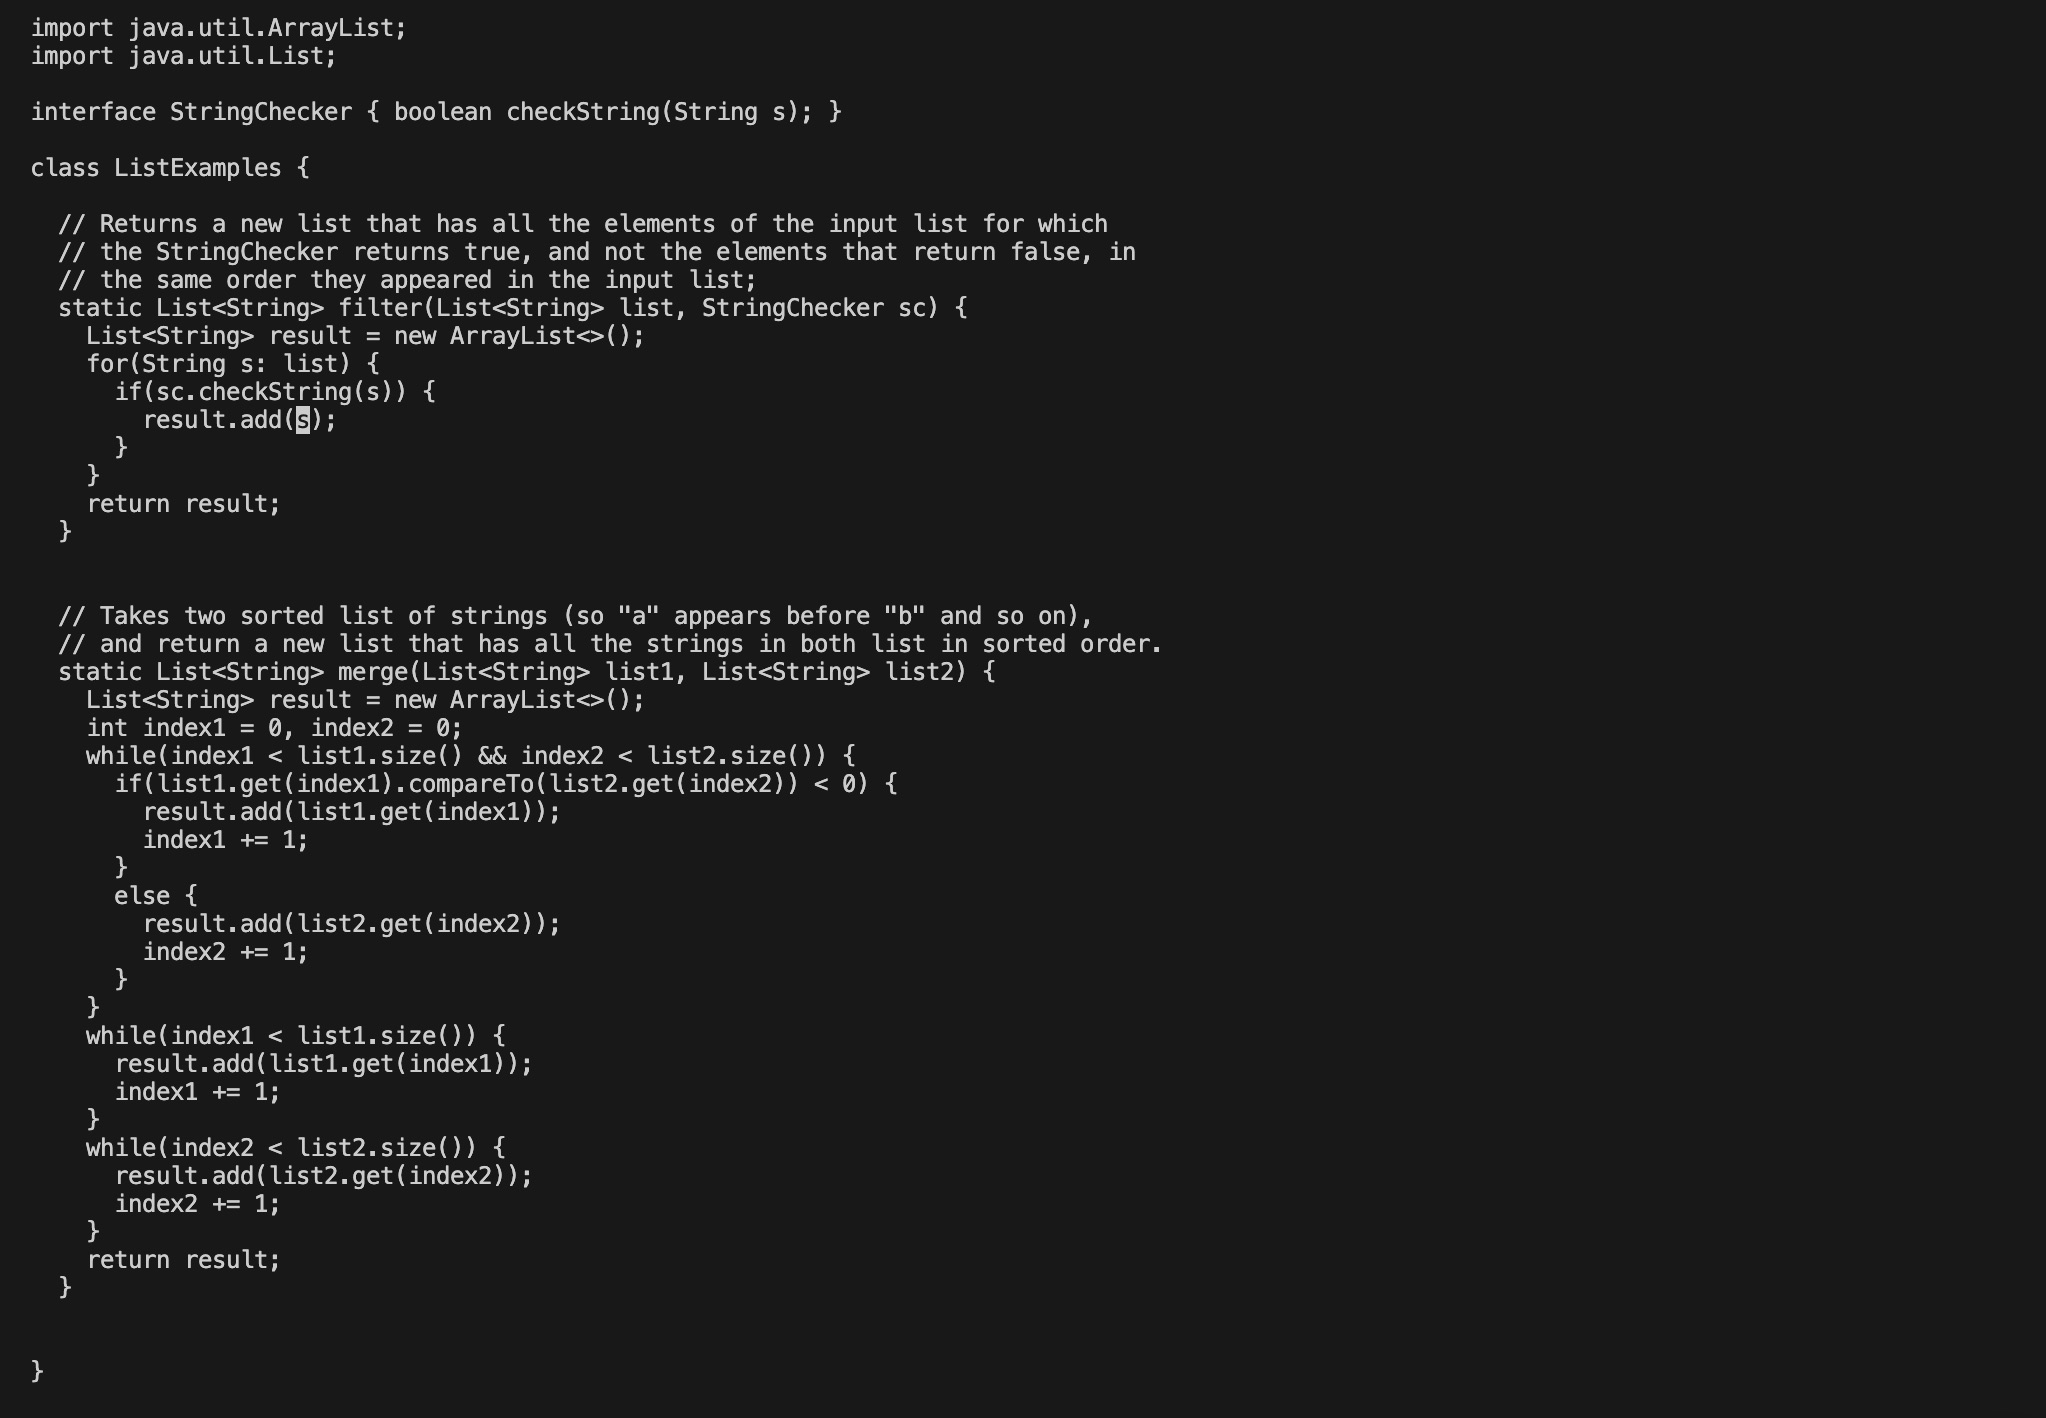 import java.util.ArrayList;
import java.util.List;

interface StringChecker { boolean checkString(String s); }

class ListExamples {

  // Returns a new list that has all the elements of the input list for which
  // the StringChecker returns true, and not the elements that return false, in
  // the same order they appeared in the input list;
  static List<String> filter(List<String> list, StringChecker sc) {
    List<String> result = new ArrayList<>();
    for(String s: list) {
      if(sc.checkString(s)) {
        result.add(s);
      }
    }
    return result;
  }


  // Takes two sorted list of strings (so "a" appears before "b" and so on),
  // and return a new list that has all the strings in both list in sorted order.
  static List<String> merge(List<String> list1, List<String> list2) {
    List<String> result = new ArrayList<>();
    int index1 = 0, index2 = 0;
    while(index1 < list1.size() && index2 < list2.size()) {
      if(list1.get(index1).compareTo(list2.get(index2)) < 0) {
        result.add(list1.get(index1));
        index1 += 1;
      }
      else {
        result.add(list2.get(index2));
        index2 += 1;
      }
    }
    while(index1 < list1.size()) {
      result.add(list1.get(index1));
      index1 += 1;
    }
    while(index2 < list2.size()) {
      result.add(list2.get(index2));
      index2 += 1;
    }
    return result;
  }


}